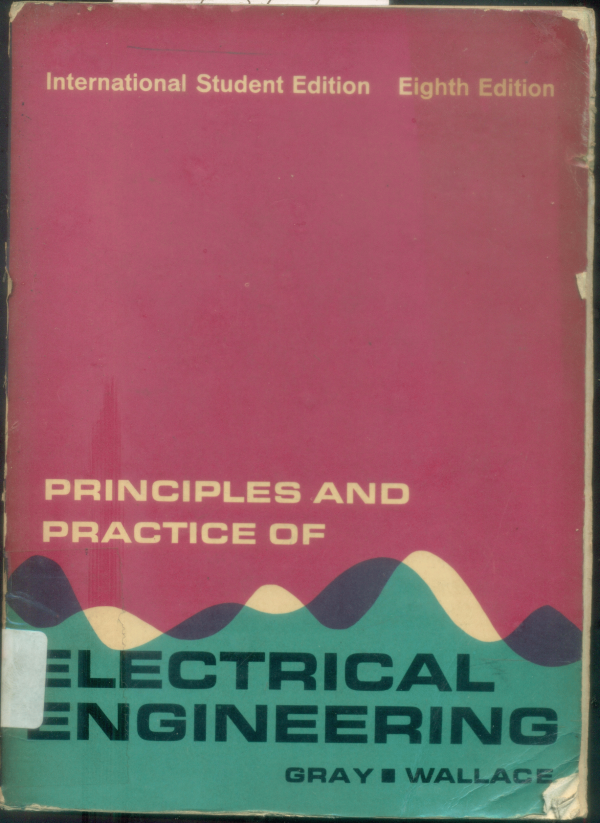 International Student Edition Eighth Edition
PRINCIPLES AND
PRACTICE OF
ELECTRICAL
ENGINEERING
GRAY ■ WALLACE